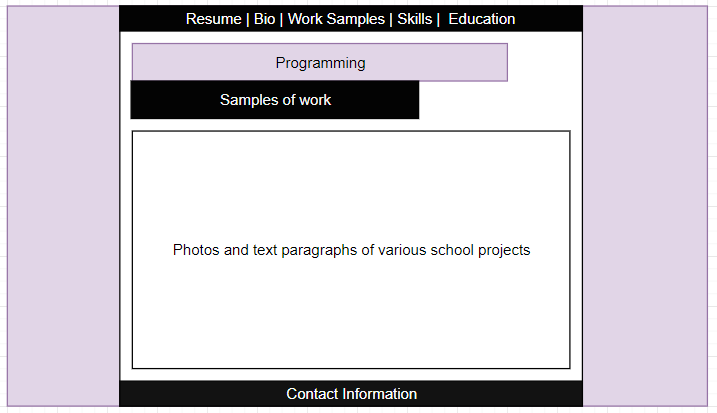 Resume | Bio | Work Samples | Skills | Education
Programming
Samples of work
Photos and text paragraphs of various school projects
Contact Information